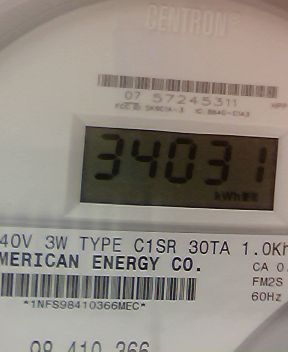 CENTRON®
07 57245311
34031
kWh
40V 3W TYPE C1SR 30TA 1.0Kh
MERICAN ENERGY CO.
CA 0.
FM2S
*1NFS98410366MEC*
60Hz
98 410 366